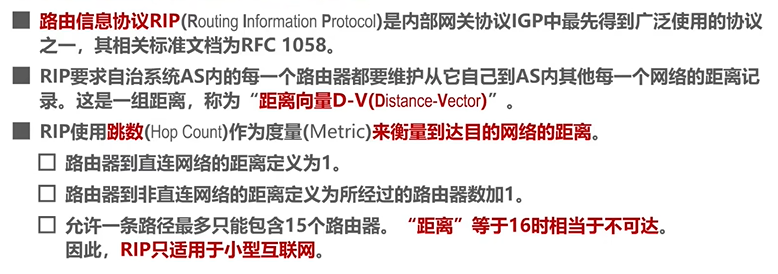 ■ 路由信息协议RIP(Routing Information Protocol)是内部网关协议IGP中最先得到广泛使用的协议
之一，其相关标准文档为RFC 1058。
■ RIP要求自治系统AS内的每一个路由器都要维护从它自己到AS内其他每一个网络的距离记
录。这是一组距离，称为“距离向量D-V(Distance-Vector)”。
■ RIP使用跳数(Hop Count)作为度量(Metric)来衡量到达目的网络的距离。
□ 路由器到直连网络的距离定义为1。
□ 路由器到非直连网络的距离定义为所经过的路由器数加1。
□ 允许一条路径最多只能包含15个路由器。“距离”等于16时相当于不可达。
因此，RIP只适用于小型互联网。